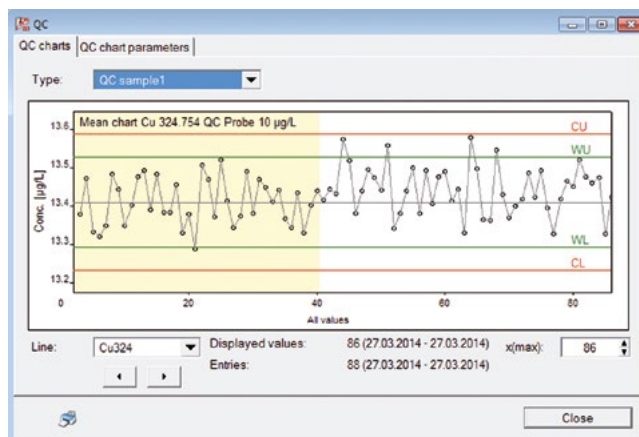 QC
QC charts QC chart parameters
Type: QC sample1
Mean chart Cu 324.754 QC Probe 10 µg/L
CU
WU
WL
CL
Conc. [µg/L]
13.6
13.5
13.4
13.3
13.2
0 20 40 60 80
All values
Line: Cu324 Displayed values: 86 (27.03.2014 - 27.03.2014) x(max): 86
Entries: 88 (27.03.2014 - 27.03.2014)
Close